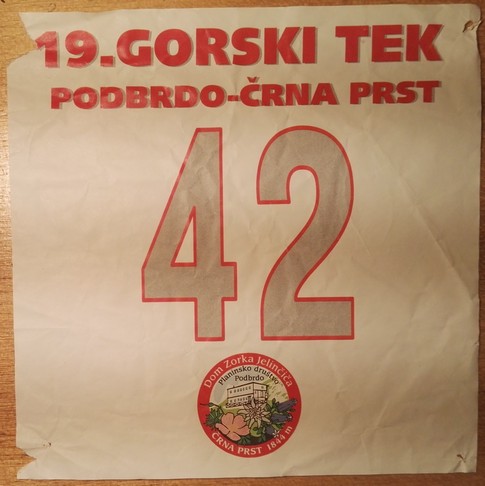 19.GORSKI TEK
PODBRDO-ČRNA PRST
42
Dom Zorka Jelinčiča
Planinsko društvo
Podbrdo
ČRNA PRST 1844 m